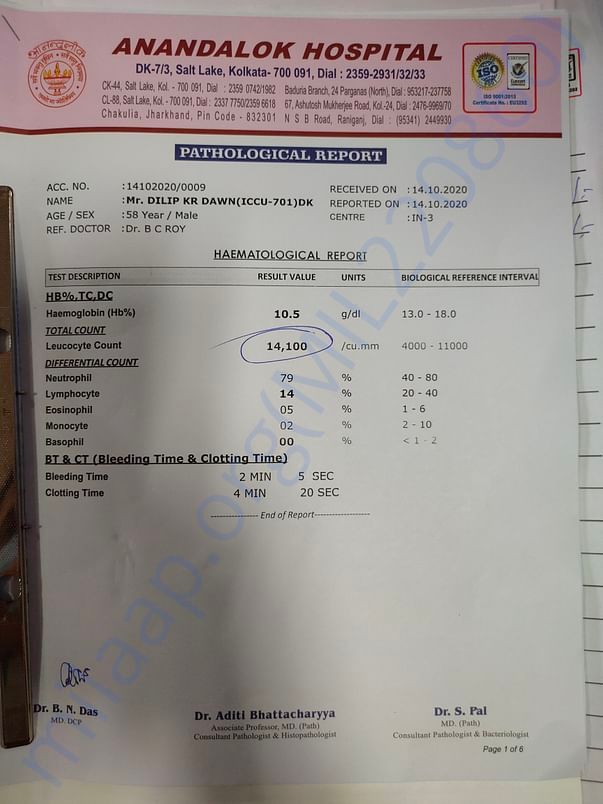 ANANDALOK HOSPITAL
DK-7/3, Salt Lake, Kolkata- 700 091, Dial : 2359-2931/32/33
CK-44, Salt Lake, Kol. - 700 091, Dial : 2359 0742/1982 Baduria Branch, 24 Parganas (North), Dial : 953217-237758
CL-88, Salt Lake, Kol. - 700 091, Dial : 2337 7750/2359 6618 67, Ashutosh Mukherjee Road, Kol.-24, Dial : 2476-9969/70
Chakulia, Jharkhand, Pin Code - 832301 N S B Road, Raniganj, Dial : (95341) 2449930
ISO
CERTIFIED
ISO 9001:2015
Certificate No. : EU3293
PATHOLOGICAL REPORT
ACC. NO. :14102020/0009 RECEIVED ON :14.10.2020
NAME :Mr. DILIP KR DAWN(ICCU-701)DK REPORTED ON :14.10.2020
AGE / SEX :58 Year / Male CENTRE :IN-3
REF. DOCTOR :Dr. B C ROY
HAEMATOLOGICAL REPORT
TEST DESCRIPTION RESULT VALUE UNITS BIOLOGICAL REFERENCE INTERVAL
HB%,TC,DC
Haemoglobin (Hb%) 10.5 g/dl 13.0 - 18.0
TOTAL COUNT
Leucocyte Count 14,100 /cu.mm 4000 - 11000
DIFFERENTIAL COUNT
Neutrophil 79 % 40 - 80
Lymphocyte 14 % 20 - 40
Eosinophil 05 % 1 - 6
Monocyte 02 % 2 - 10
Basophil 00 % < 1 - 2
BT & CT (Bleeding Time & Clotting Time)
Bleeding Time 2 MIN 5 SEC
Clotting Time 4 MIN 20 SEC
---------------- End of Report------------------
Dr. B. N. Das
MD. DCP
Dr. Aditi Bhattacharyya
Associate Professor, MD. (Path)
Consultant Pathologist & Histopathologist
Dr. S. Pal
MD. (Path)
Consultant Pathologist & Bacteriologist
Page 1 of 6